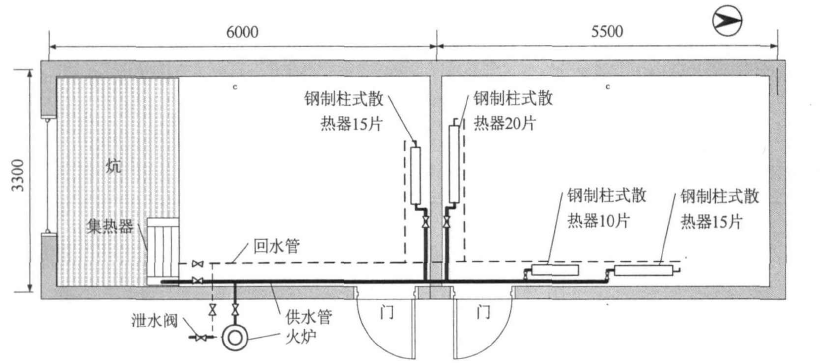 6000
5500
钢制柱式散
热器15片
钢制柱式散
热器20片
c
c
3300
炕
钢制柱式散
热器10片
钢制柱式散
热器15片
集热器
回水管
泄水阀
供水管
火炉
门
门